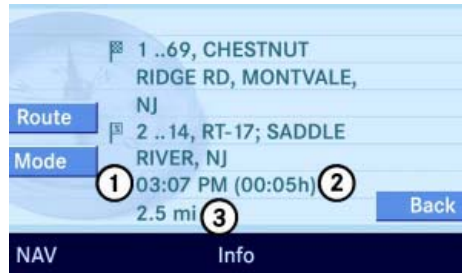 1 ..69, CHESTNUT
RIDGE RD, MONTVALE,
NJ
Route
5
2 ..14, RT-17; SADDLE
Mode
RIVER, NJ
1
03:07 PM (00:05h)
2
2.5 mi
3
Back
NAV
Info